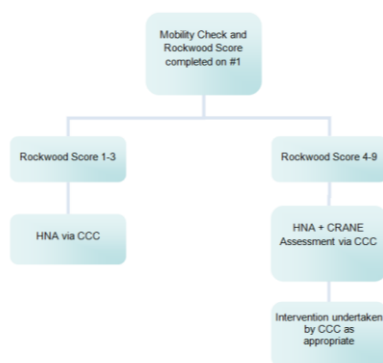 Mobility Check and
Rockwood Score
completed on #1
Rockwood Score 1-3
Rockwood Score 4-9
HNA via CCC
HNA + CRANE
Assessment via CCC
Intervention undertaken
by CCC as
appropriate